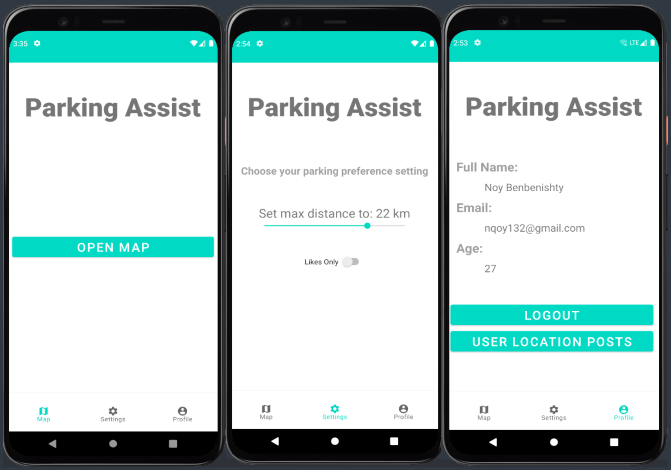 3:35
Parking Assist
OPEN MAP
Map
Settings
Profile
2:54
Parking Assist
Choose your parking preference setting
Set max distance to: 22 km
Likes Only
Map
Settings
Profile
2:53
LTE
Parking Assist
Full Name:
Noy Benbenishty
Email:
nqoy132@gmail.com
Age:
27
LOGOUT
USER LOCATION POSTS
Map
Settings
Profile